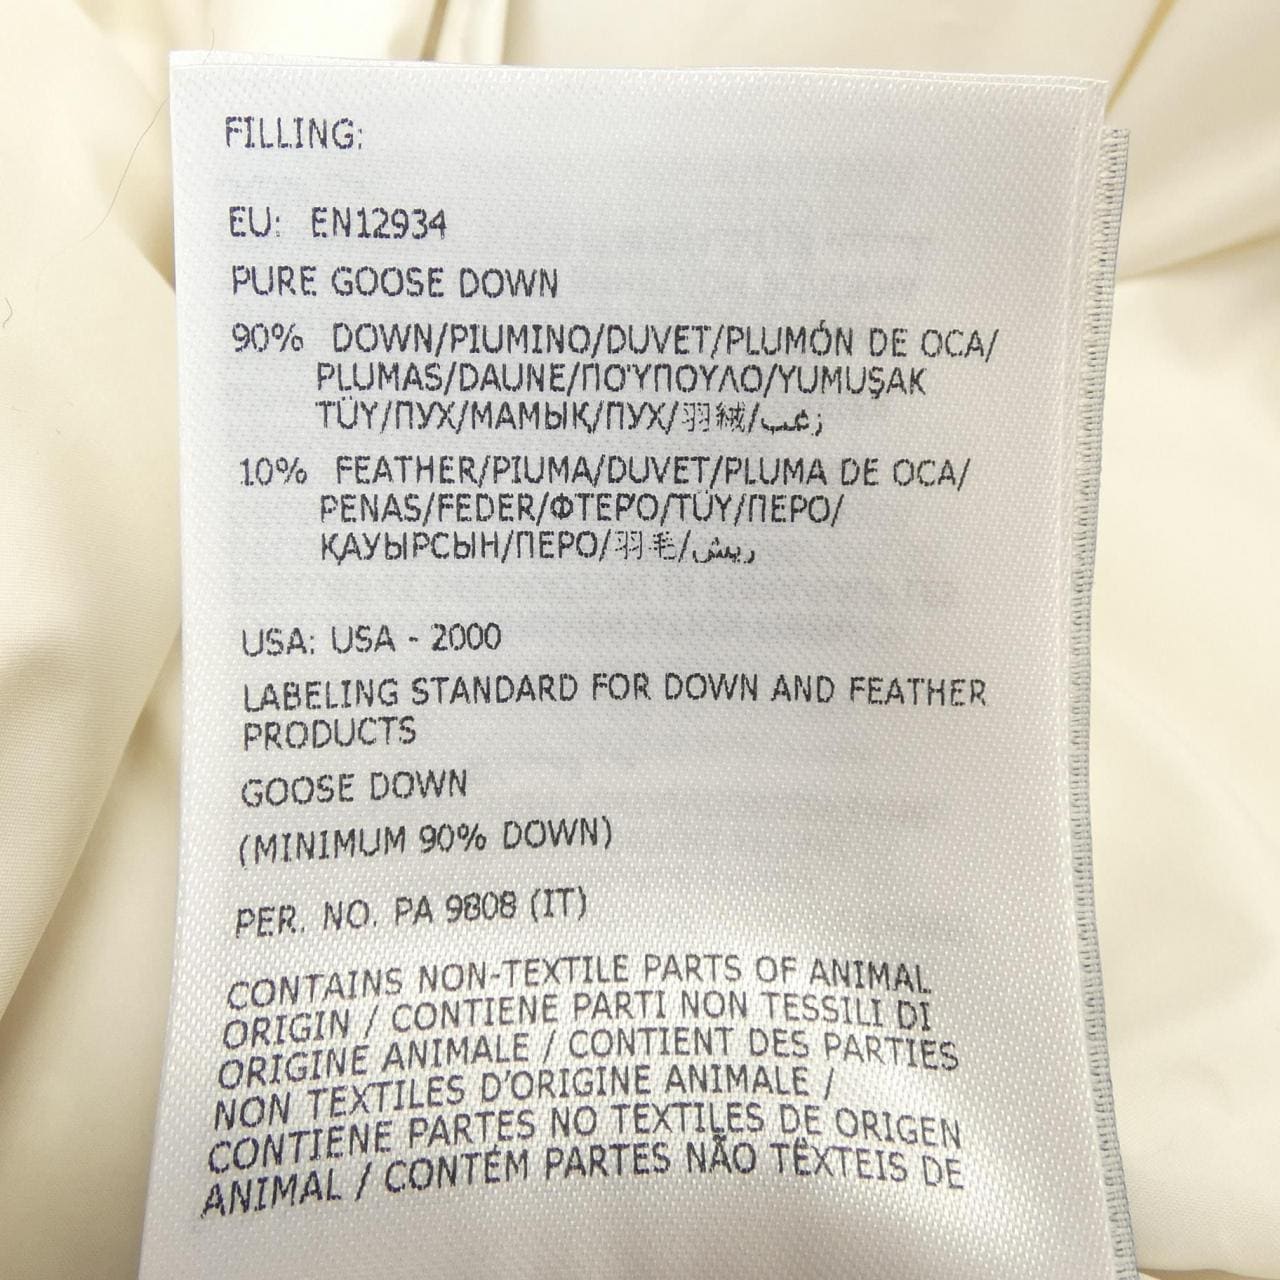 FILLING:
EU: EN12934
PURE GOOSE DOWN
90% DOWN/PIUMINO/DUVET/PLUMÓN DE OCA/
PLUMAS/DAUNE/ΠΟΎΠΟΥΛΟ/YUMUŞAK
TÜY/ПУХ/МАМЫҚ/ПУХ/羽絨/زغب
10% FEATHER/PIUMA/DUVET/PLUMA DE OCA/
PENAS/FEDER/ΦΤΕΡΌ/TÜY/ПЕРО/
ҚАУЫРСЫН/ПЕРО/羽毛/ريش
USA: USA - 2000
LABELING STANDARD FOR DOWN AND FEATHER
PRODUCTS
GOOSE DOWN
(MINIMUM 90% DOWN)
PER. NO. PA 9808 (IT)
CONTAINS NON-TEXTILE PARTS OF ANIMAL
ORIGIN / CONTIENE PARTI NON TESSILI DI
ORIGINE ANIMALE / CONTIENT DES PARTIES
NON TEXTILES D'ORIGINE ANIMALE /
CONTIENE PARTES NO TEXTILES DE ORIGEN
ANIMAL / CONTÉM PARTES NÃO TËXTEIS DE